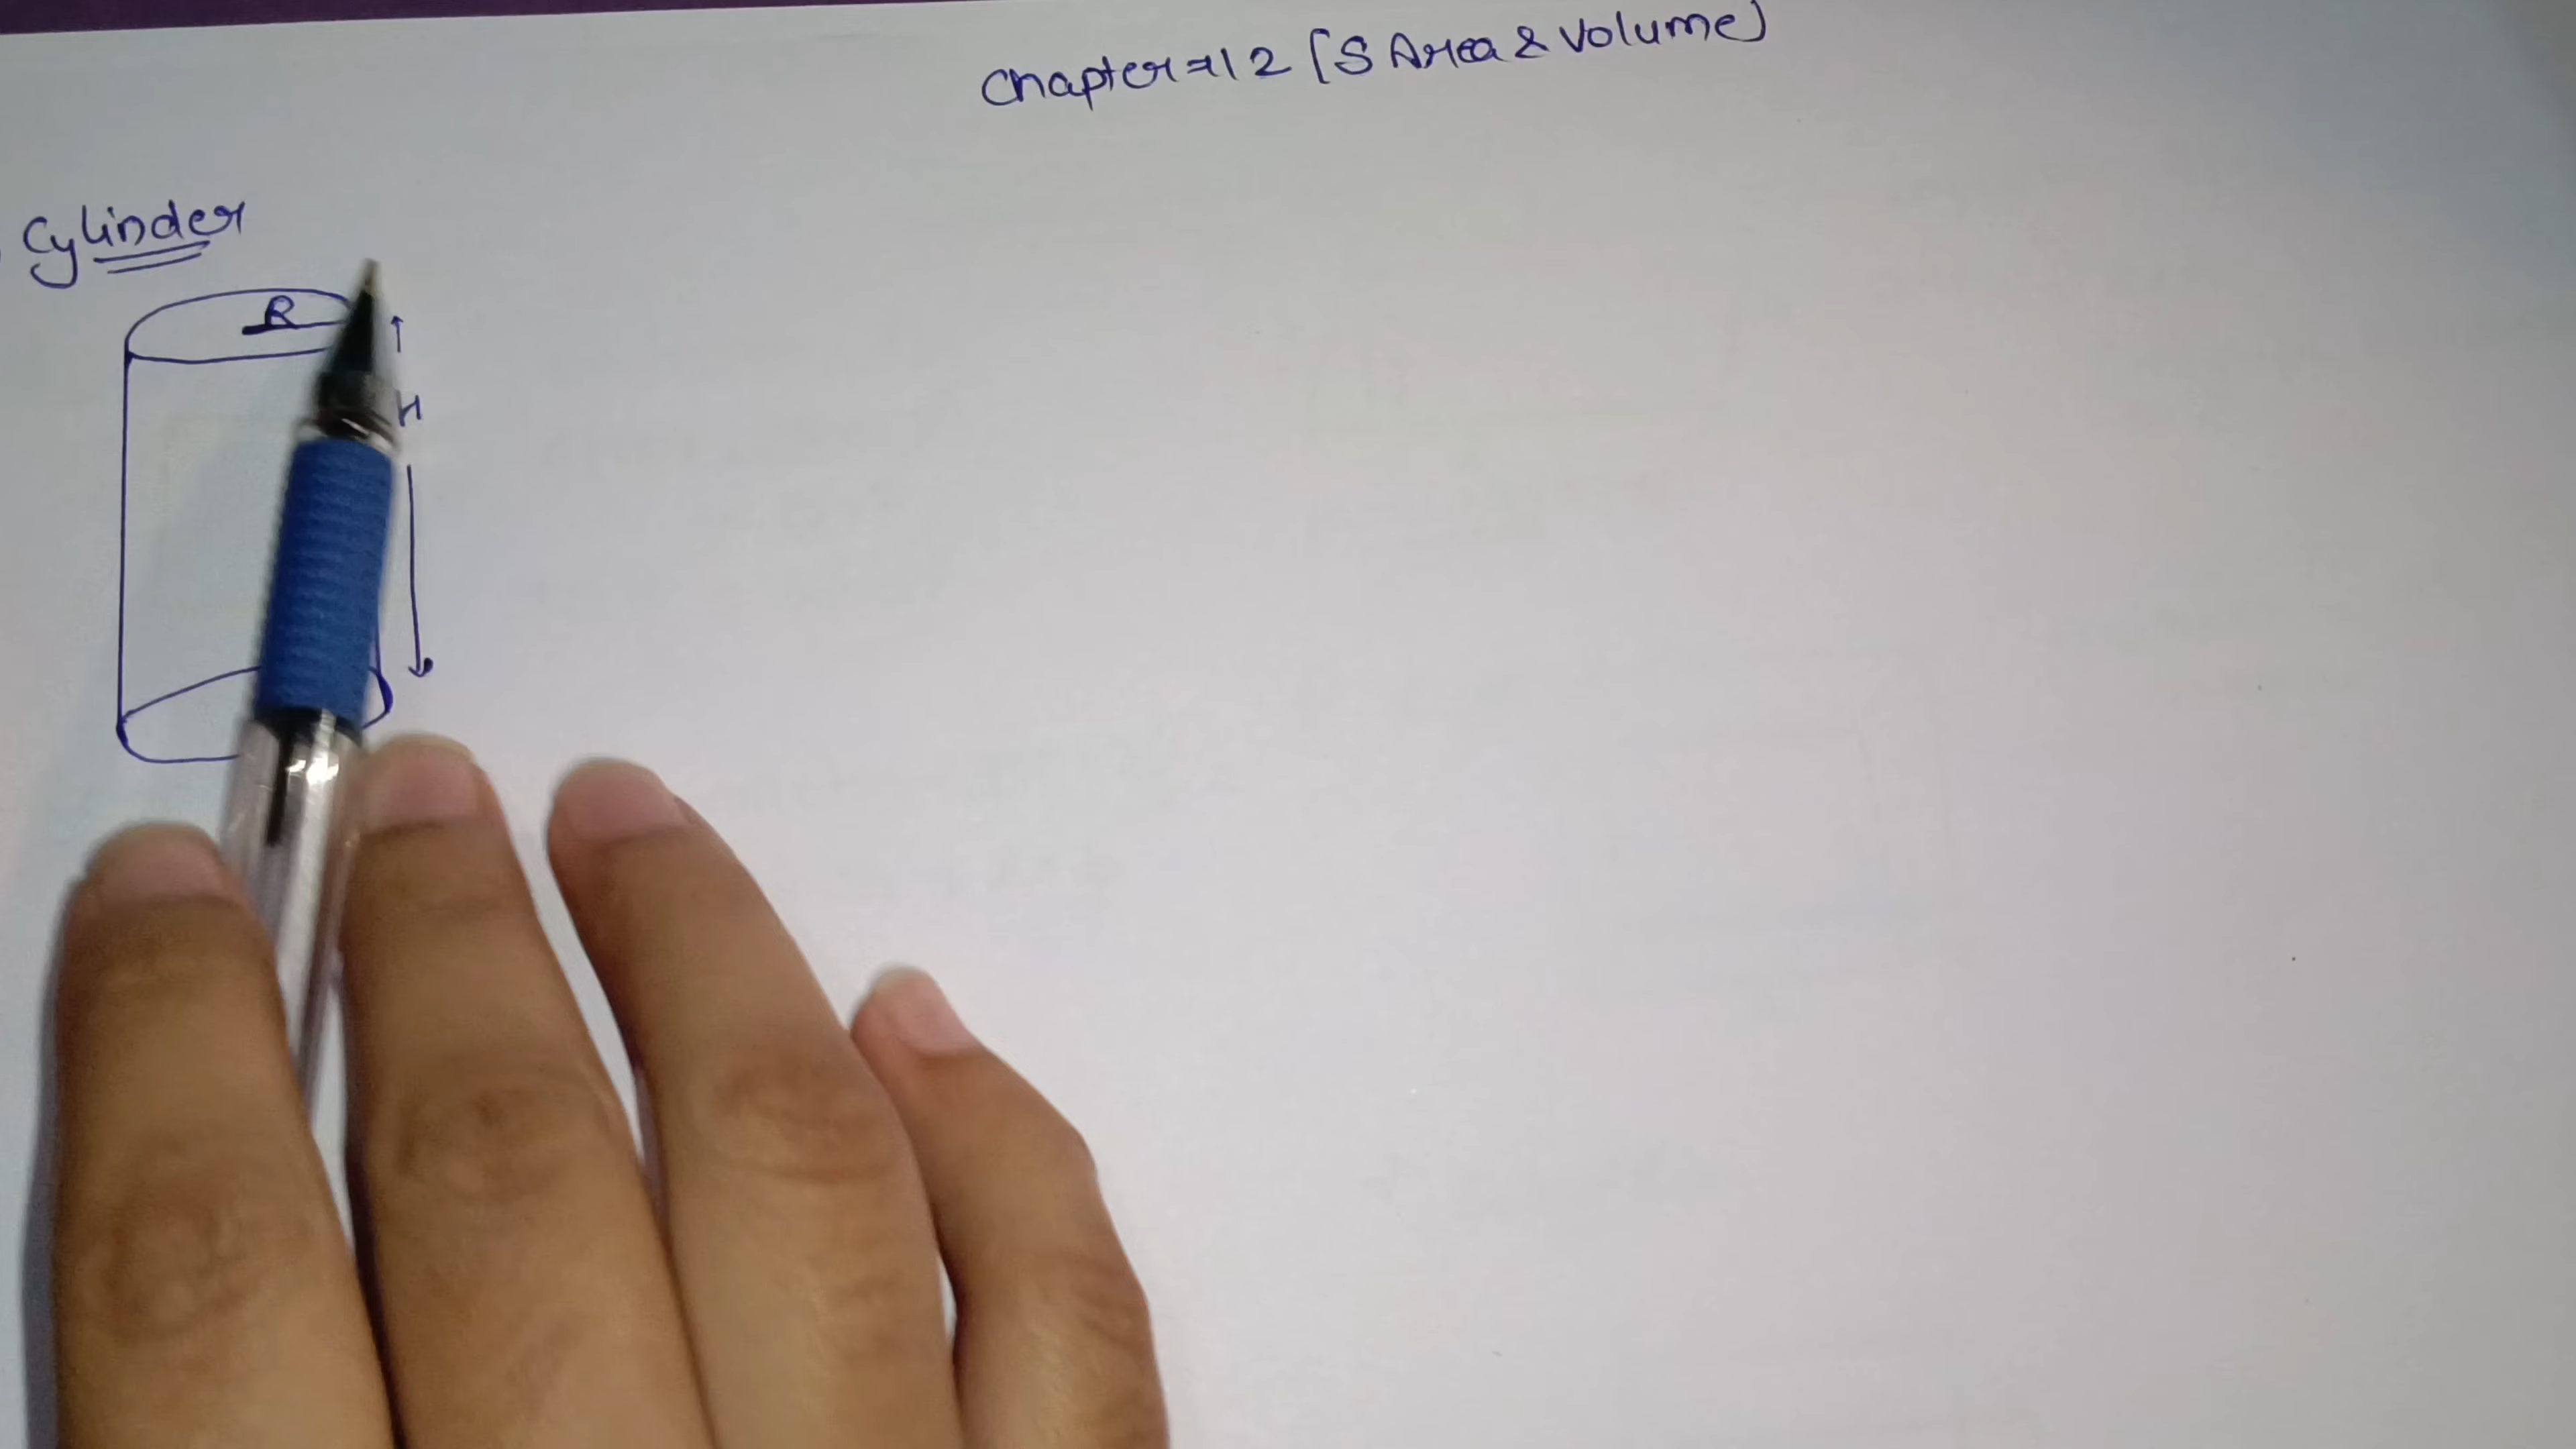 Chapter = 12 [S Area & Volume]
Cylinder
R
H